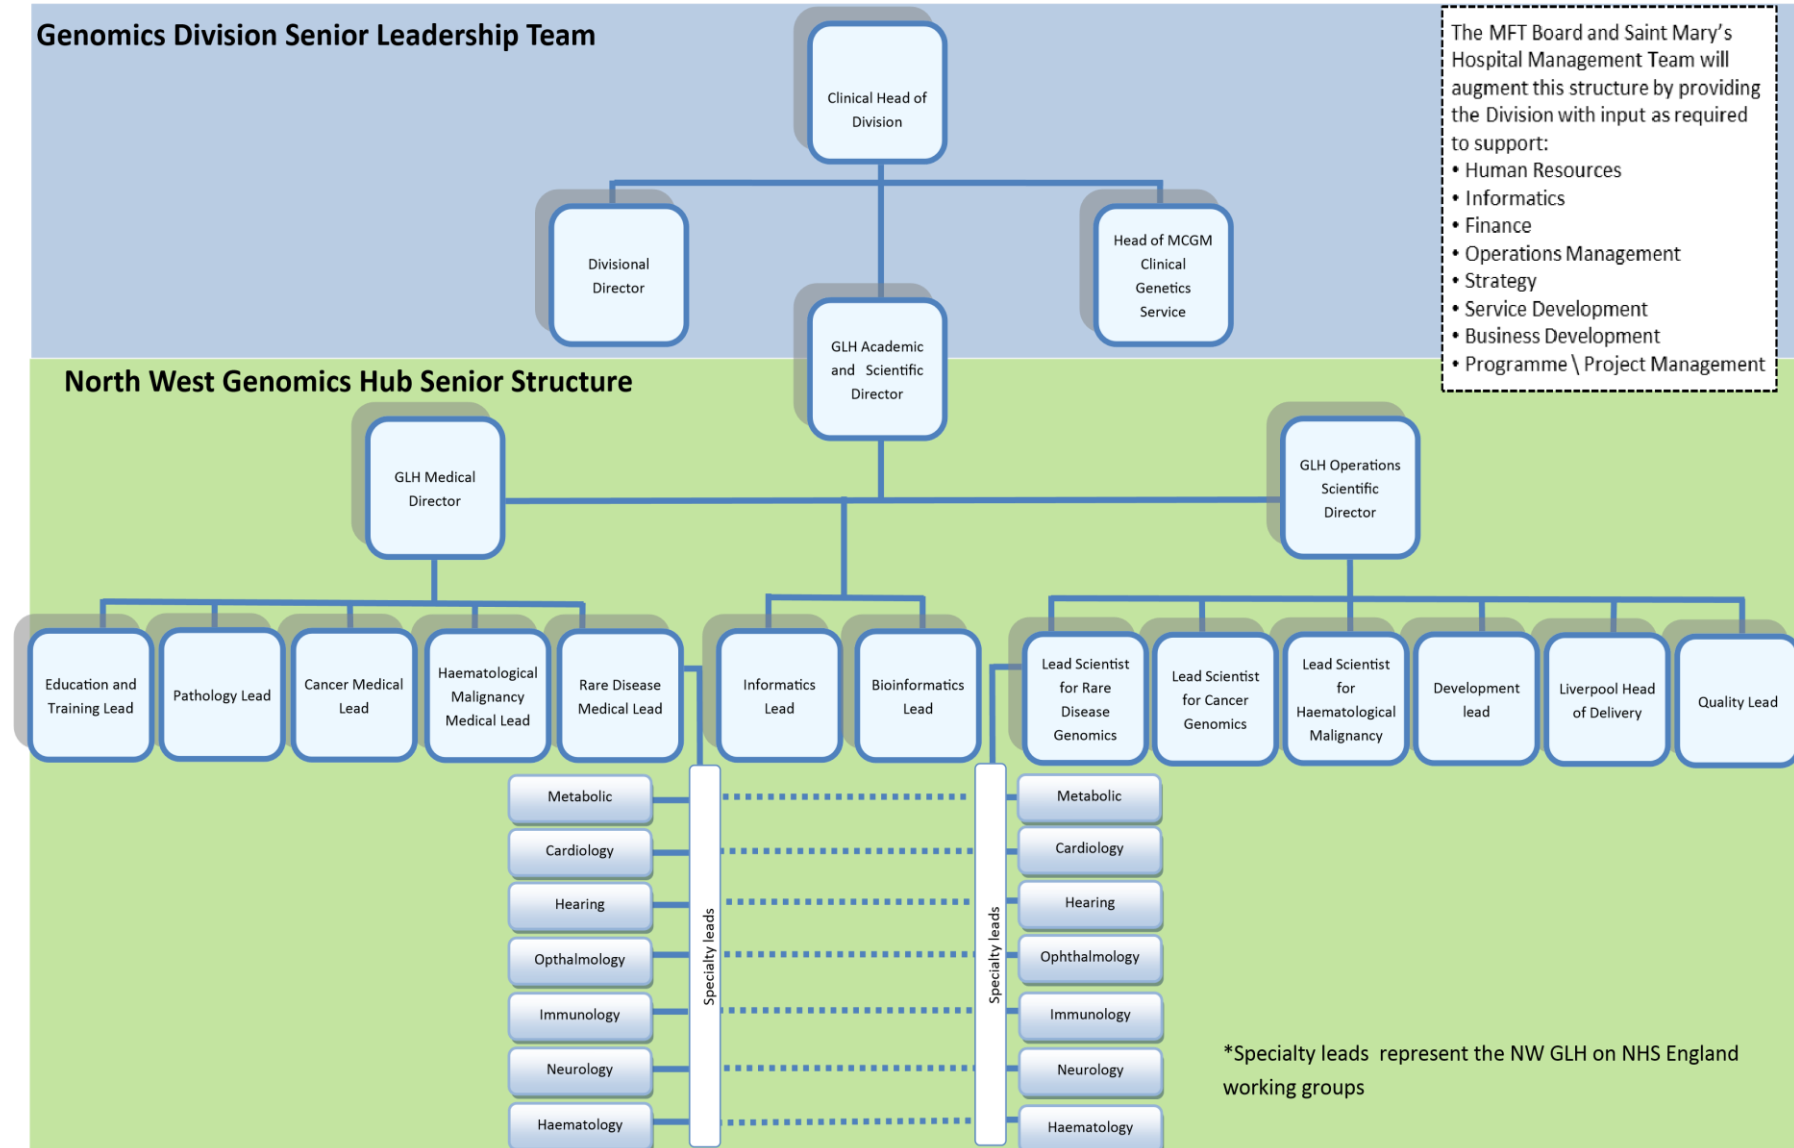 Genomics Division Senior Leadership Team
Clinical Head of
Division
The MFT Board and Saint Mary's
Hospital Management Team will
augment this structure by providing
the Division with input as required
to support:
• Human Resources
• Informatics
• Finance
• Operations Management
• Strategy
• Service Development
• Business Development
• Programme \ Project Management
Divisional
Director
Head of MCGM
Clinical
Genetics
Service
GLH Academic
and Scientific
Director
North West Genomics Hub Senior Structure
GLH Medical
Director
GLH Operations
Scientific
Director
Education and
Training Lead
Pathology Lead
Cancer Medical
Lead
Haematological
Malignancy
Medical Lead
Rare Disease
Medical Lead
Informatics
Lead
Bioinformatics
Lead
Lead Scientist
for Rare
Disease
Genomics
Lead Scientist
for Cancer
Genomics
Lead Scientist
for
Haematological
Malignancy
Development
lead
Liverpool Head
of Delivery
Quality Lead
Metabolic
Cardiology
Hearing
Opthalmology
Immunology
Neurology
Haematology
Specialty leads
Specialty leads
Metabolic
Cardiology
Hearing
Ophthalmology
Immunology
Neurology
Haematology
*Specialty leads represent the NW GLH on NHS England
working groups